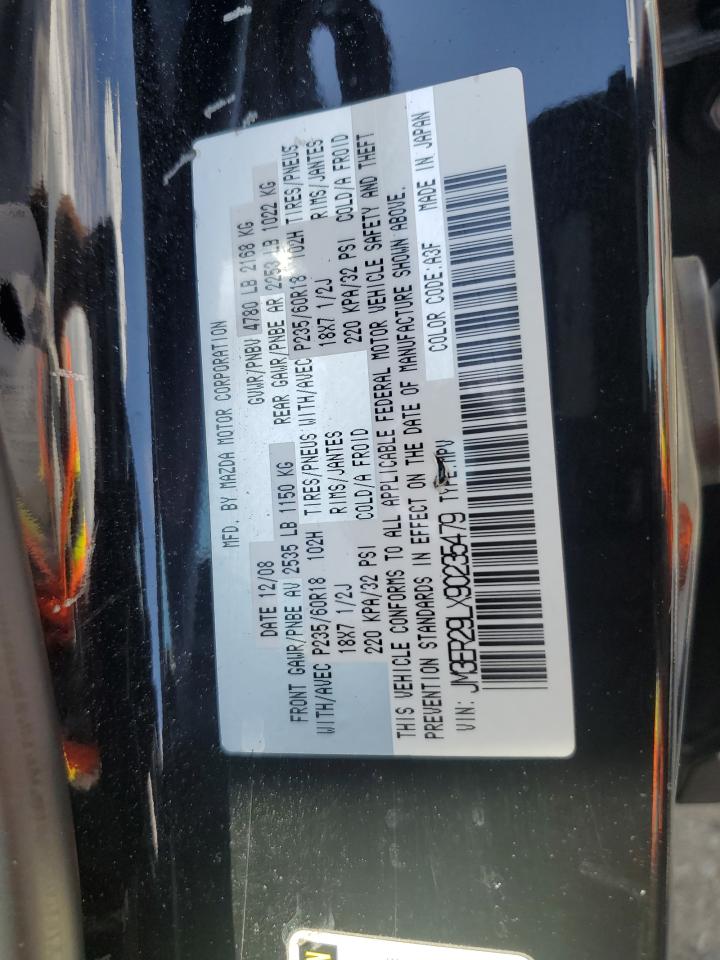 MFD. BY MAZDA MOTOR CORPORATION
DATE 12/08 GVWR/PNBV 4780 LB 2168 KG
FRONT GAWR/PNBE AV 2535 LB 1150 KG REAR GAWR/PNBE AR 2253 LB 1022 KG
WITH/AVEC P235/60R18 102H TIRES/PNEUS WITH/AVEC P235/60R18 102H TIRES/PNEUS
18X7 1/2J RIMS/JANTES 18X7 1/2J RIMS/JANTES
220 KPA/32 PSI COLD/A FROID 220 KPA/32 PSI COLD/A FROID
THIS VEHICLE CONFORMS TO ALL APPLICABLE FEDERAL MOTOR VEHICLE SAFETY AND THEFT
PREVENTION STANDARDS IN EFFECT ON THE DATE OF MANUFACTURE SHOWN ABOVE.
VIN: JM3ER29LX90235479 TYPE:MPV COLOR CODE:A3F MADE IN JAPAN